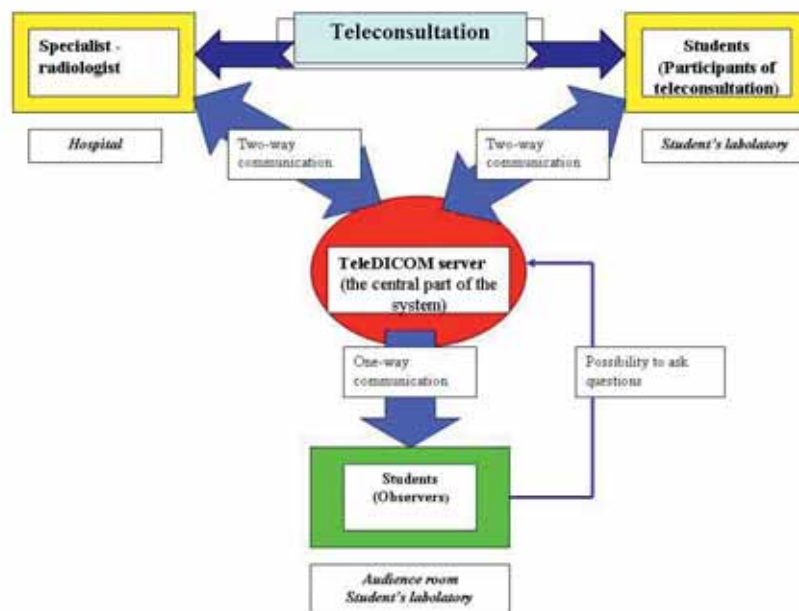 Teleconsultation
Specialist -
radiologist
Students
(Participants of
teleconsultation)
Hospital
Student's labolatory
Two-way
communication
Two-way
communication
TeleDICOM server
(the central part of the
system)
One-way
communication
Possibility to ask
questions
Students
(Observers)
Audience room
Student's labolatory